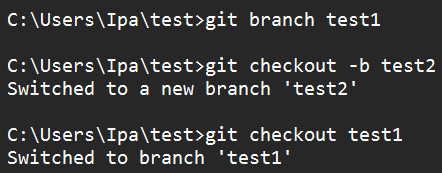 C:\Users\Ipa\test>git branch test1
C:\Users\Ipa\test>git checkout -b test2
Switched to a new branch 'test2'
C:\Users\Ipa\test>git checkout test1
Switched to branch 'test1'